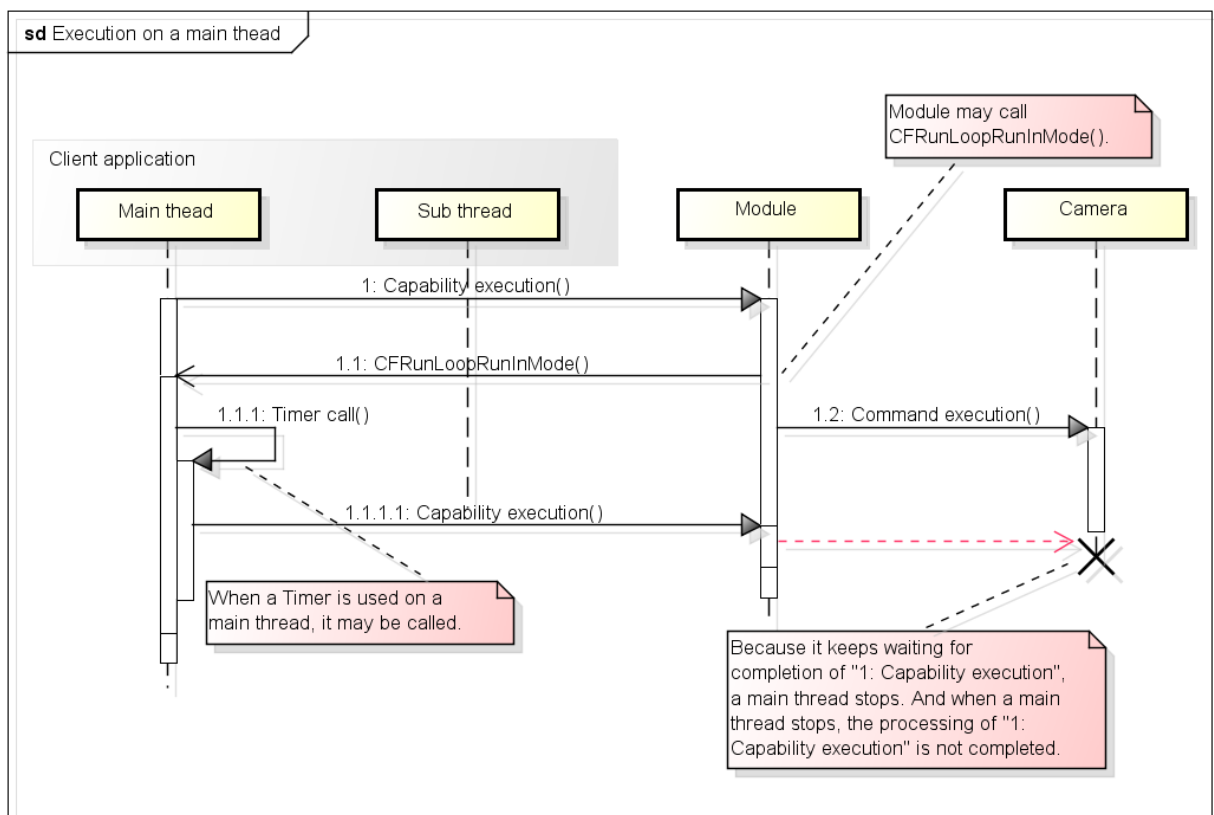 sd Execution on a main thead
Module may call
CFRunLoopRunInMode().
Client application
Main thead
Sub thread
Module
Camera
1: Capability execution()
1.1: CFRunLoopRunInMode()
1.1.1: Timer call()
1.2: Command execution()
1.1.1.1: Capability execution()
When a Timer is used on a
main thread, it may be called.
Because it keeps waiting for
completion of "1: Capability execution",
a main thread stops. And when a main
thread stops, the processing of "1:
Capability execution" is not completed.